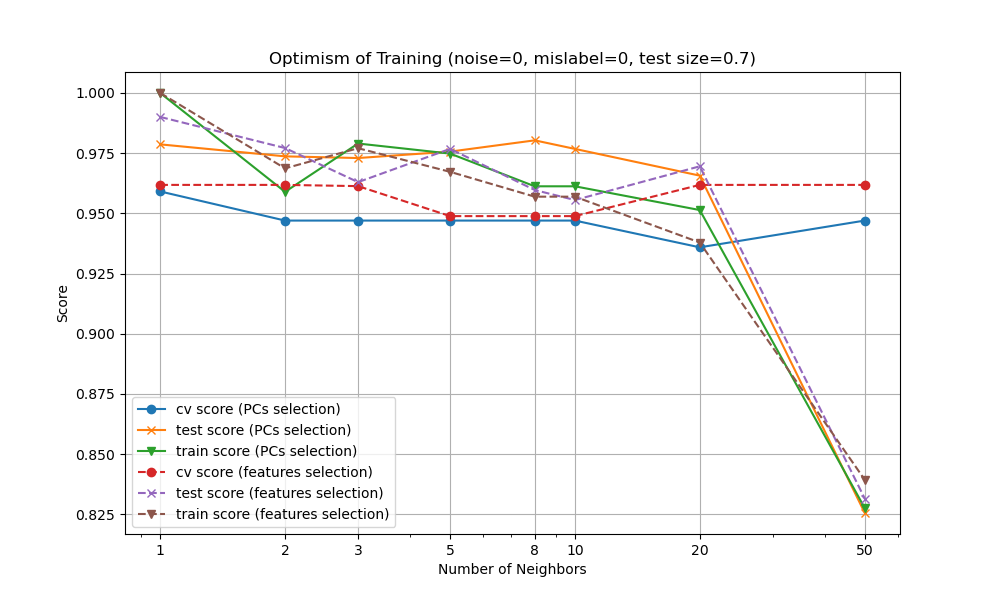 Optimism of Training (noise=0, mislabel=0, test size=0.7)
1.000
0.975
0.950
0.925
0.900
0.875
0.850
0.825
Score
cv score (PCs selection)
test score (PCs selection)
train score (PCs selection)
cv score (features selection)
test score (features selection)
train score (features selection)
1 2 3 5 8 10 20 50
Number of Neighbors